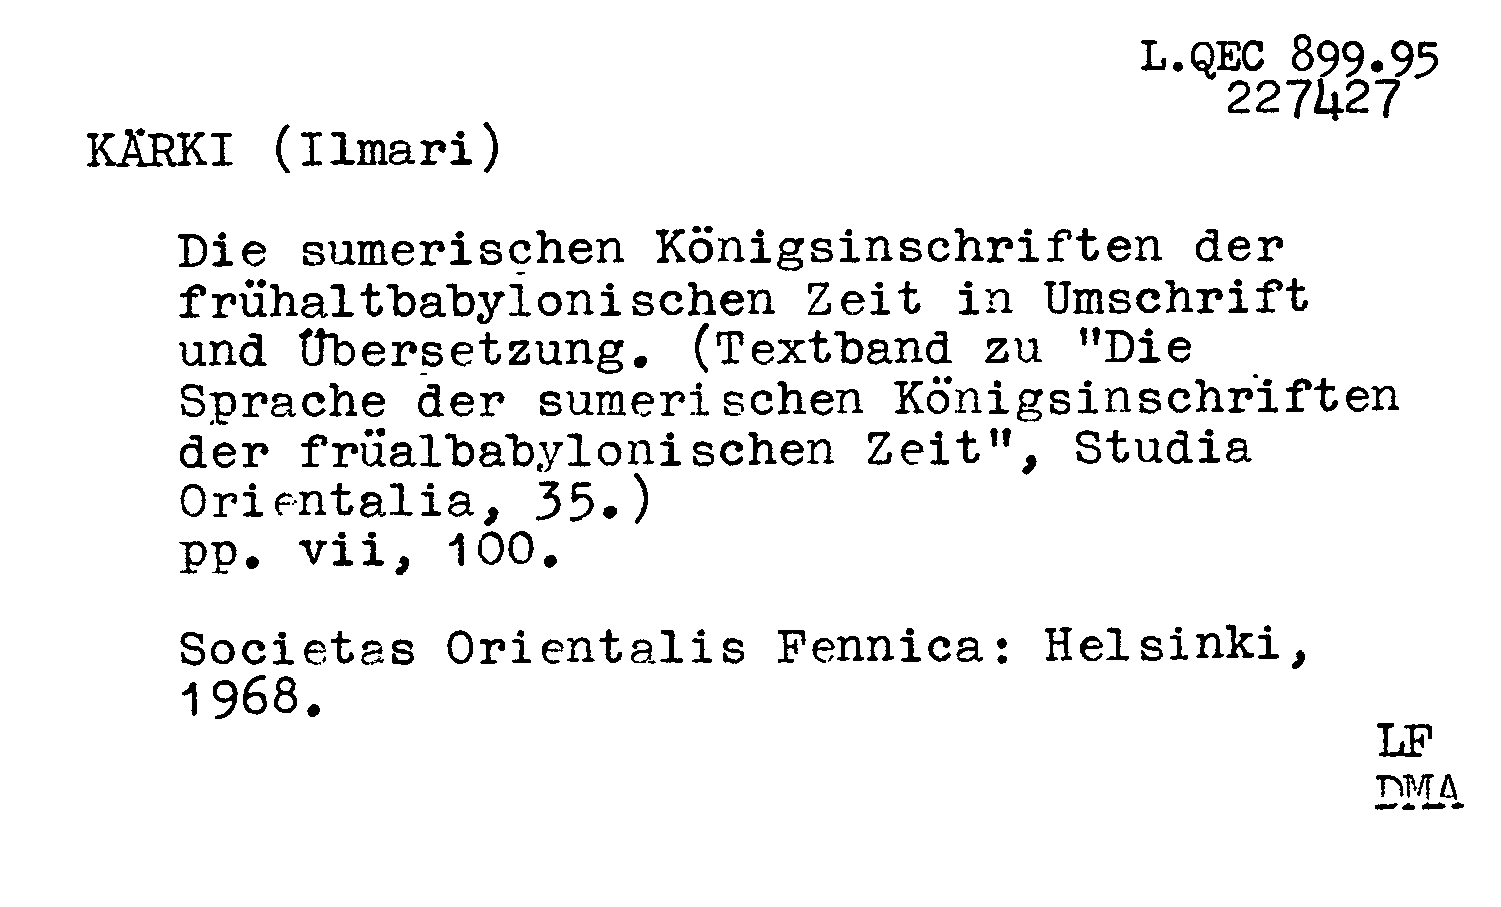 L.QEC 899.95
227427
KÄRKI (Ilmari)
Die sumerischen Königsinschriften der
frühaltbabylonischen Zeit in Umschrift
und Übersetzung. (Textband zu "Die
Sprache der sumerischen Königsinschriften
der früalbabylonischen Zeit", Studia
Orientalia, 35.)
pp. vii, 100.
Societas Orientalis Fennica: Helsinki,
1968.
LF
DMA